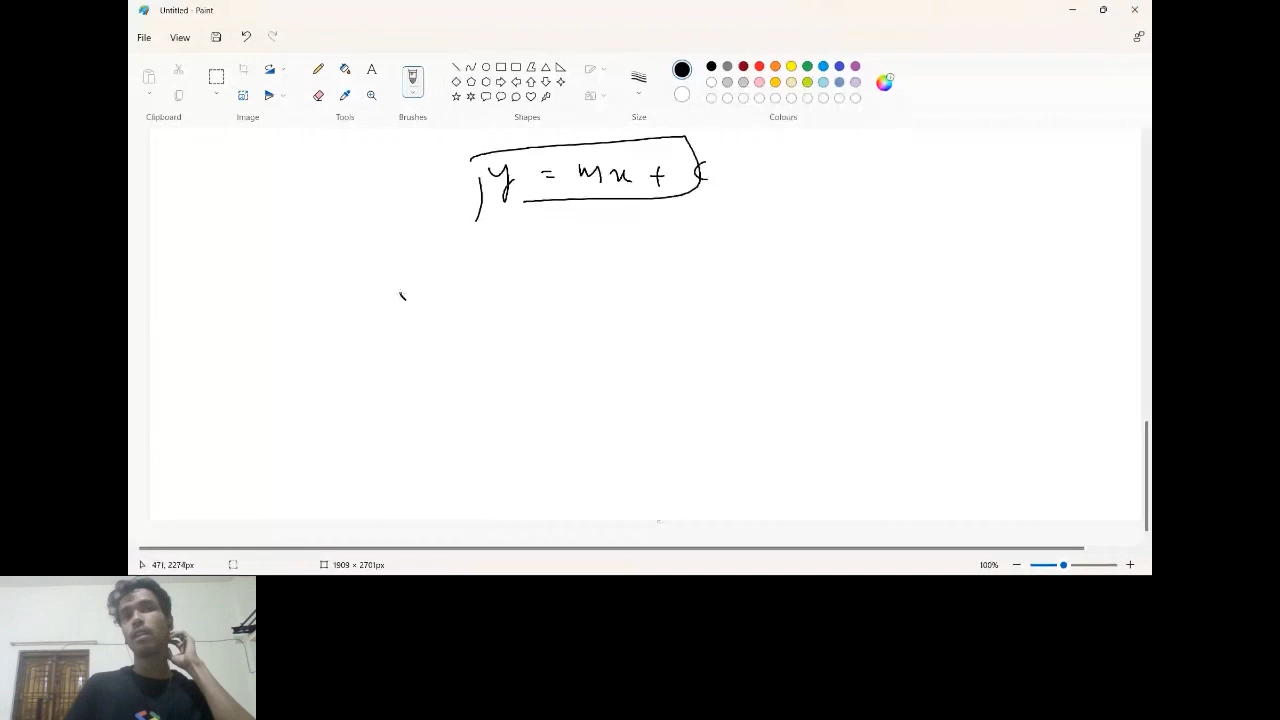 Untitled - Paint
File View
Clipboard Image Tools Brushes Shapes Size Colours
y = mx + c
471, 2274px 1909 × 2701px 100%